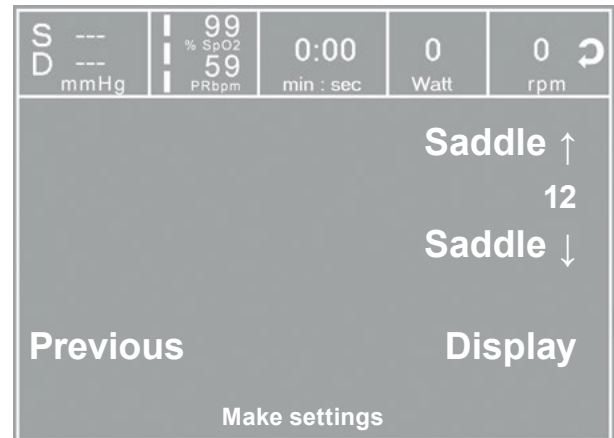 S ---
D ---
mmHg
99
% SpO2
59
PRbpm
0:00
min : sec
0
Watt
0
rpm
Saddle ↑
12
Saddle ↓
Previous
Display
Make settings